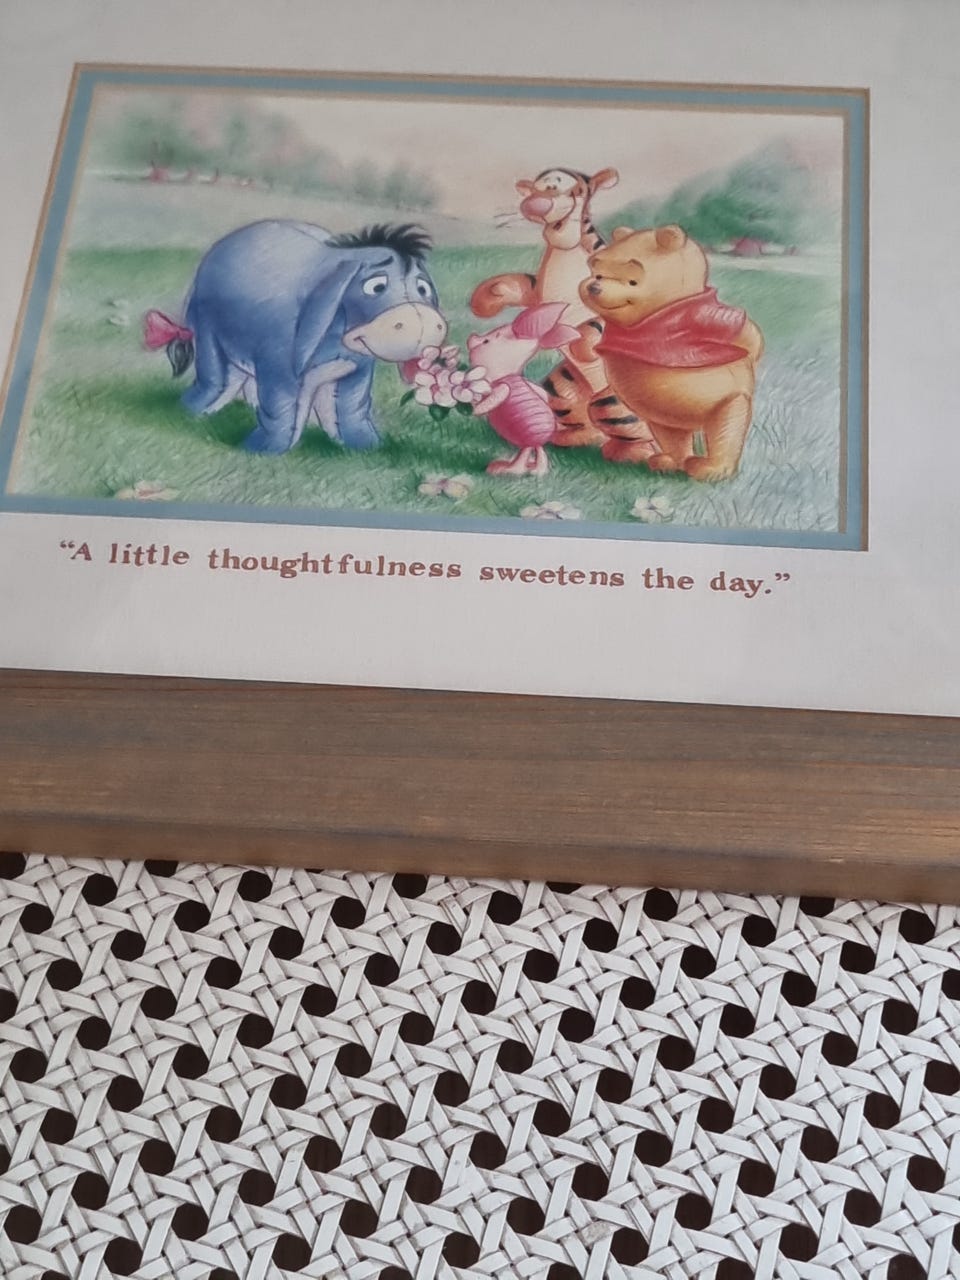 “A little thoughtfulness sweetens the day.”